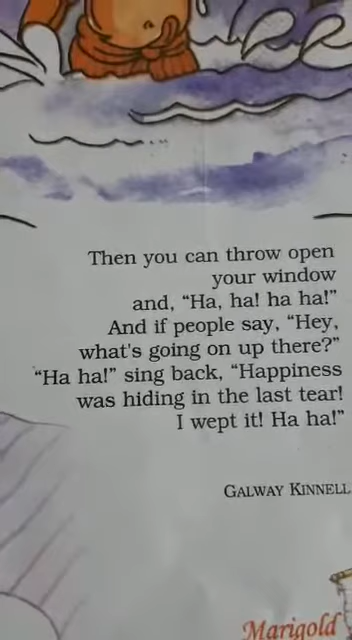 Then you can throw open
your window
and, “Ha, ha! ha ha!”
And if people say, “Hey,
what's going on up there?”
“Ha ha!” sing back, “Happiness
was hiding in the last tear!
I wept it! Ha ha!”
GALWAY KINNELL
Marigold